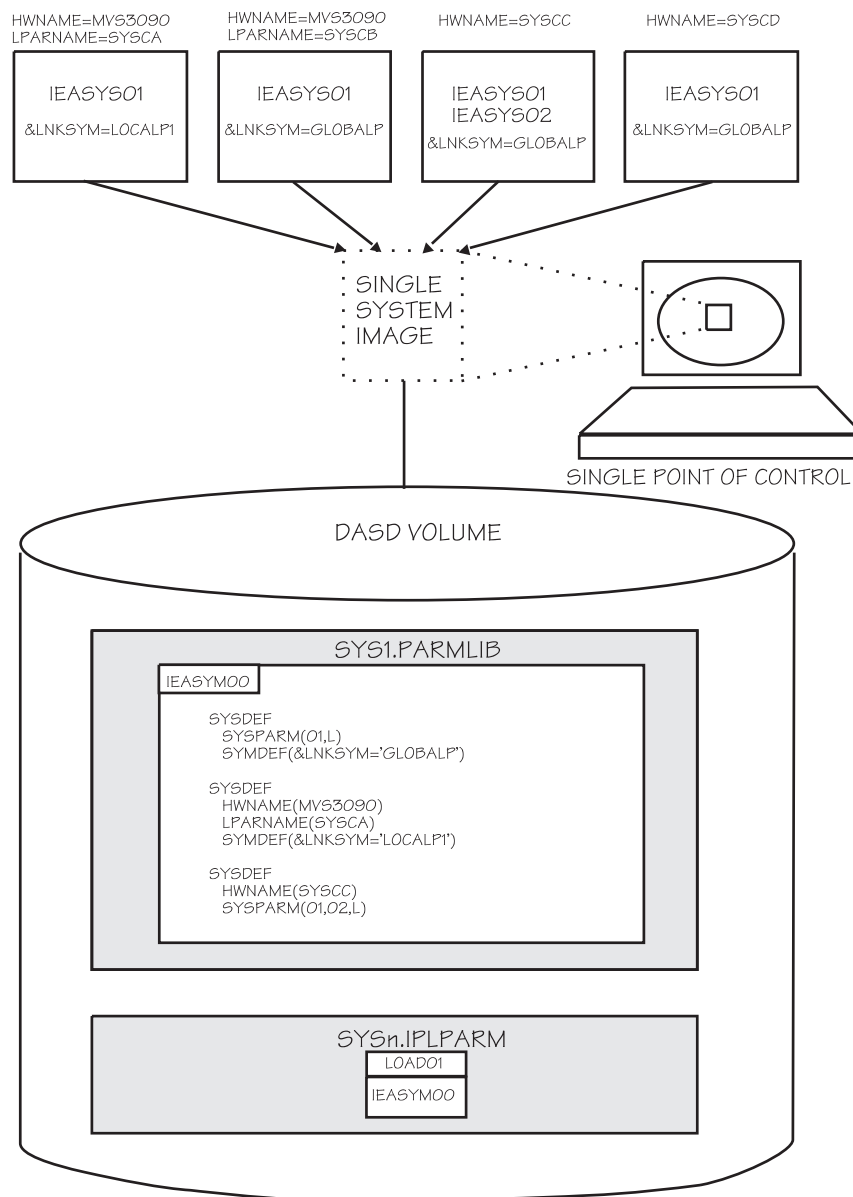 HWNAME=MVS3090
LPARNAME=SYSCA
HWNAME=MVS3090
LPARNAME=SYSCB
HWNAME=SYSCC
HWNAME=SYSCD
IEASYS01
&LNKSYM=LOCALP1
IEASYS01
&LNKSYM=GLOBALP
IEASYS01
IEASYS02
&LNKSYM=GLOBALP
IEASYS01
&LNKSYM=GLOBALP
SINGLE
SYSTEM
IMAGE
SINGLE POINT OF CONTROL
DASD VOLUME
SYS1.PARMLIB
IEASYM00
SYSDEF
SYSPARM(01,L)
SYMDEF(&LNKSYM='GLOBALP')
SYSDEF
HWNAME(MVS3090)
LPARNAME(SYSCA)
SYMDEF(&LNKSYM='LOCALP1')
SYSDEF
HWNAME(SYSCC)
SYSPARM(01,02,L)
SYSn.IPLPARM
LOAD01
IEASYM00